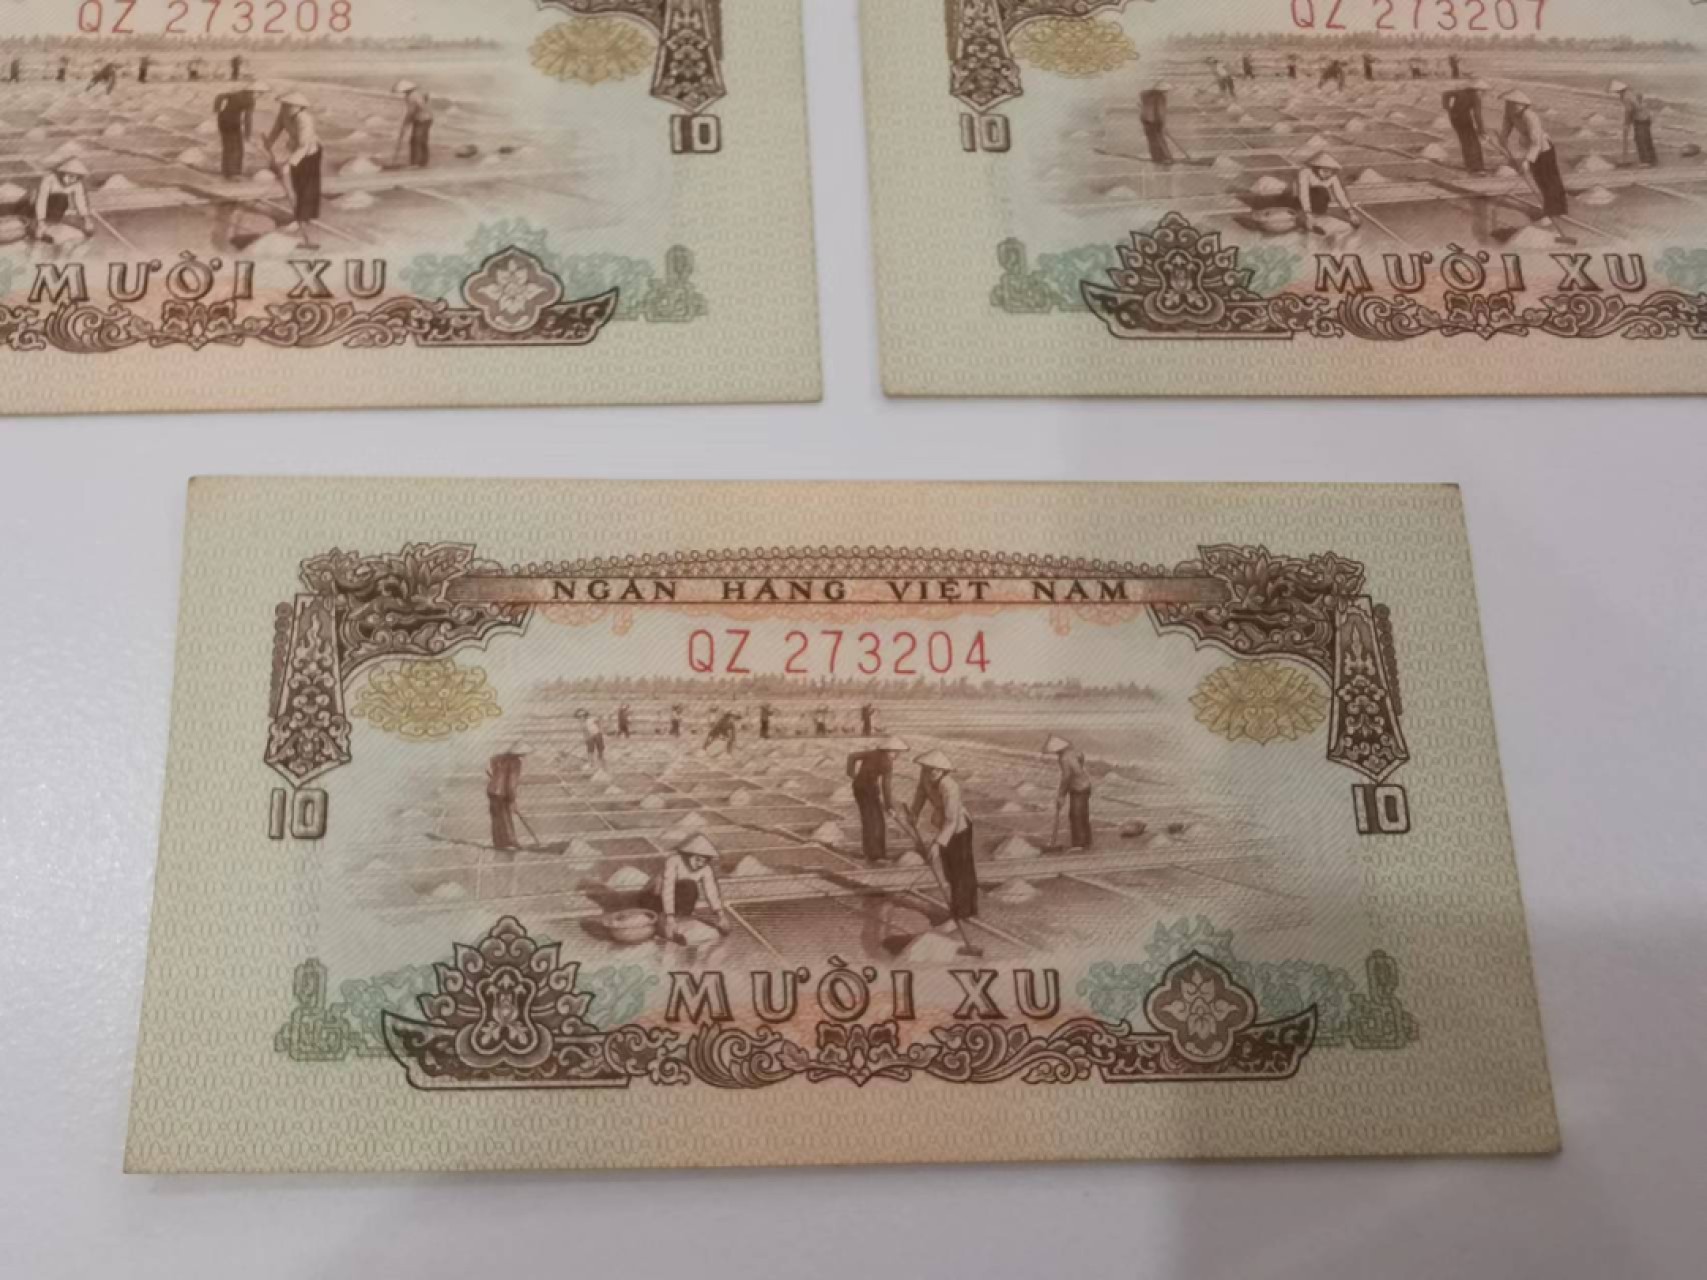 QZ 273208
10
MƯỜI XU
QZ 273207
10
MƯỜI XU
NGÂN HÀNG VIỆT NAM
QZ 273204
10
10
MƯỜI XU